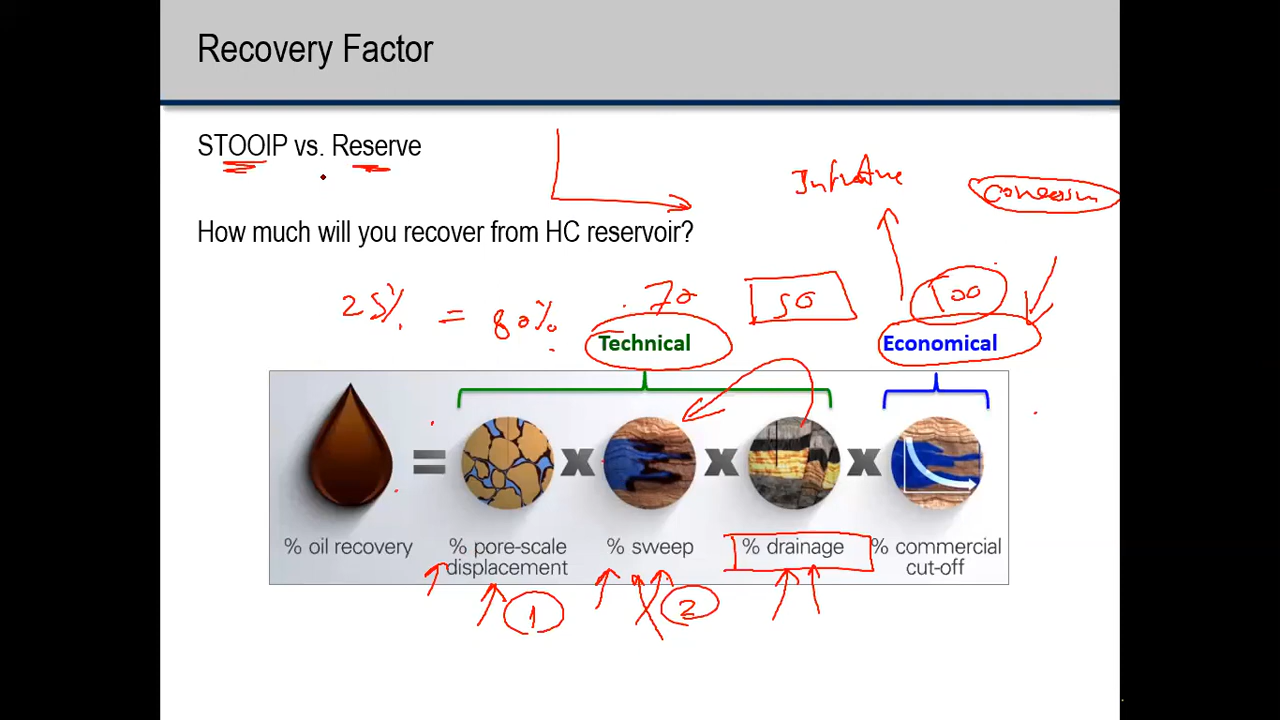 Recovery Factor
STOOIP vs. Reserve
How much will you recover from HC reservoir?
25% = 80% 70 50 100
Technical Economical
= x x x
% oil recovery % pore-scale displacement % sweep % drainage % commercial cut-off
1 2